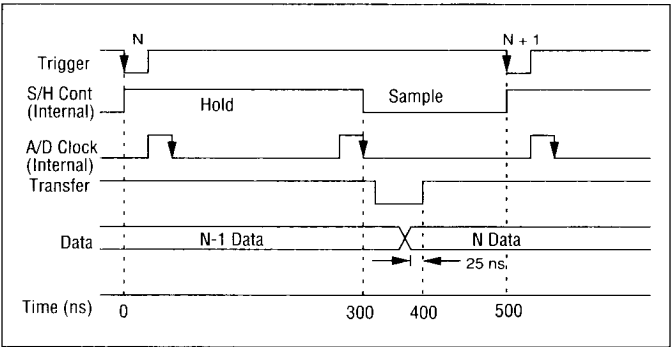 N
N + 1
Trigger
S/H Cont
(Internal)
Hold
Sample
A/D Clock
(Internal)
Transfer
Data
N-1 Data
N Data
25 ns
Time (ns)
0
300
400
500